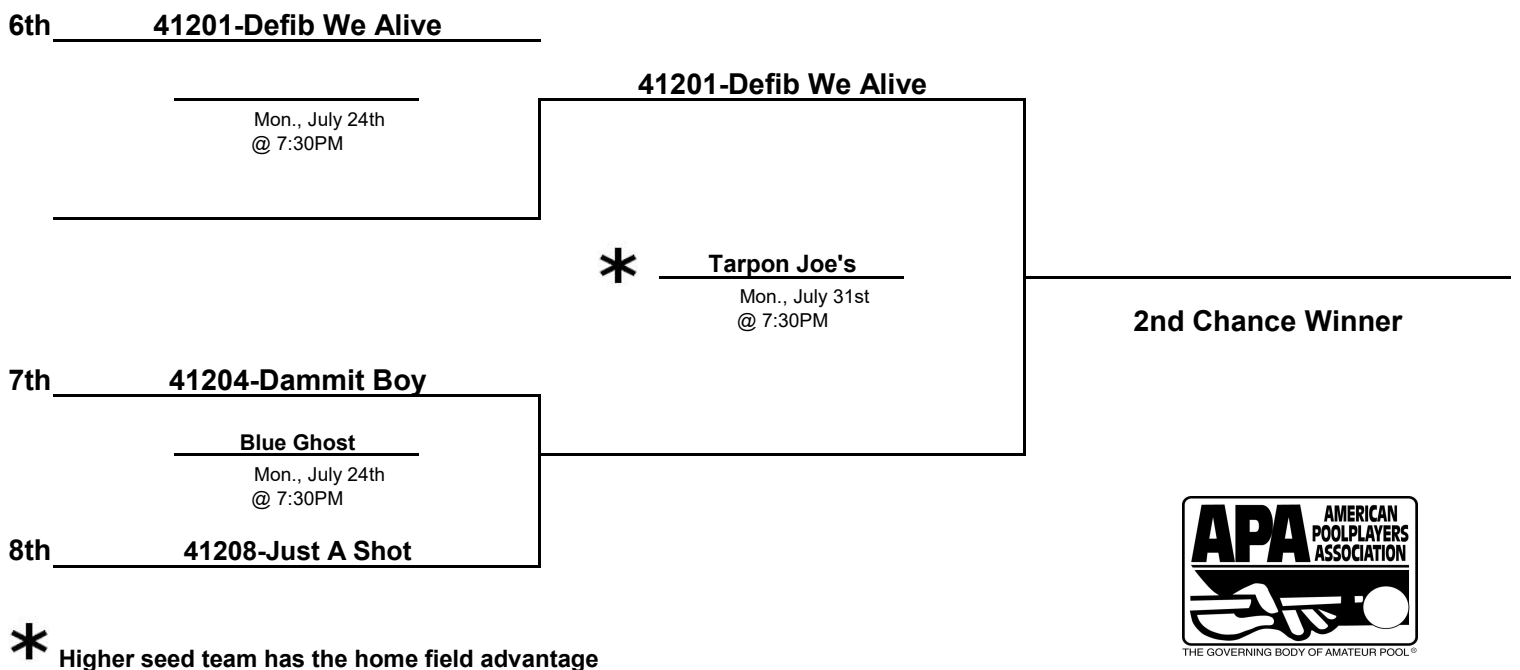 6th 41201-Defib We Alive
41201-Defib We Alive
Mon., July 24th
@ 7:30PM
* Tarpon Joe's
Mon., July 31st
@ 7:30PM
2nd Chance Winner
7th 41204-Dammit Boy
Blue Ghost
Mon., July 24th
@ 7:30PM
8th 41208-Just A Shot
* Higher seed team has the home field advantage
APA AMERICAN
POOLPLAYERS
ASSOCIATION
THE GOVERNING BODY OF AMATEUR POOL®